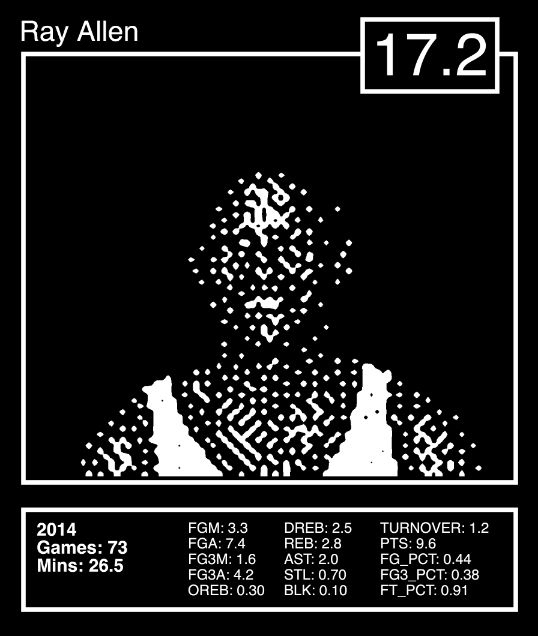 Ray Allen
17.2
2014
Games: 73
Mins: 26.5
FGM: 3.3
FGA: 7.4
FG3M: 1.6
FG3A: 4.2
OREB: 0.30
DREB: 2.5
REB: 2.8
AST: 2.0
STL: 0.70
BLK: 0.10
TURNOVER: 1.2
PTS: 9.6
FG_PCT: 0.44
FG3_PCT: 0.38
FT_PCT: 0.91